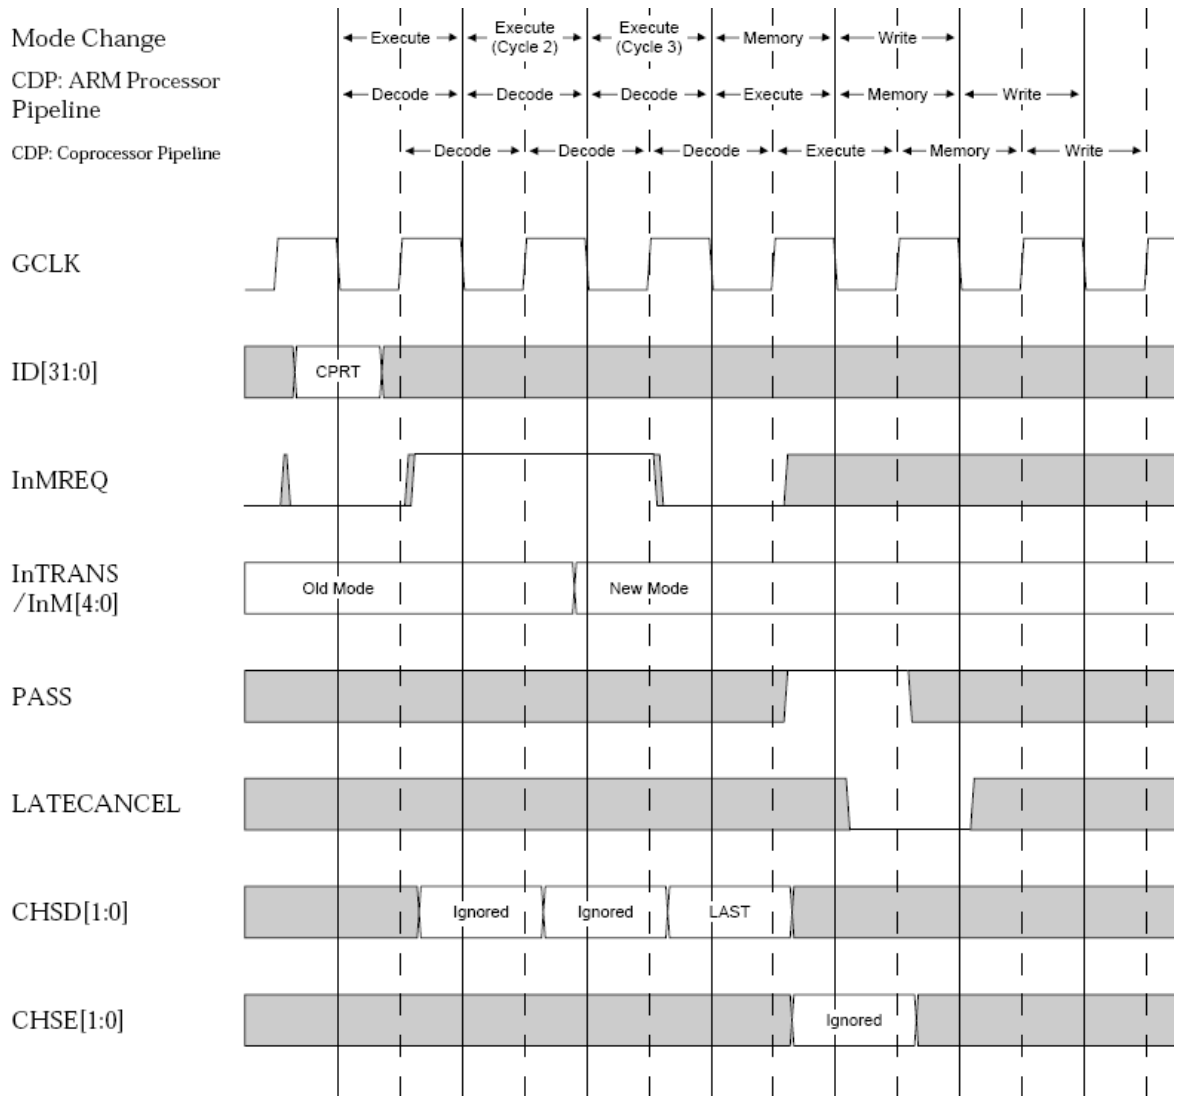 Mode Change
Execute
Execute
(Cycle 2)
Execute
(Cycle 3)
Memory
Write
CDP: ARM Processor
Pipeline
Decode
Decode
Decode
Execute
Memory
Write
CDP: Coprocessor Pipeline
Decode
Decode
Decode
Execute
Memory
Write
GCLK
ID[31:0]
CPRT
InMREQ
InTRANS
/InM[4:0]
Old Mode
New Mode
PASS
LATECANCEL
CHSD[1:0]
Ignored
Ignored
LAST
CHSE[1:0]
Ignored